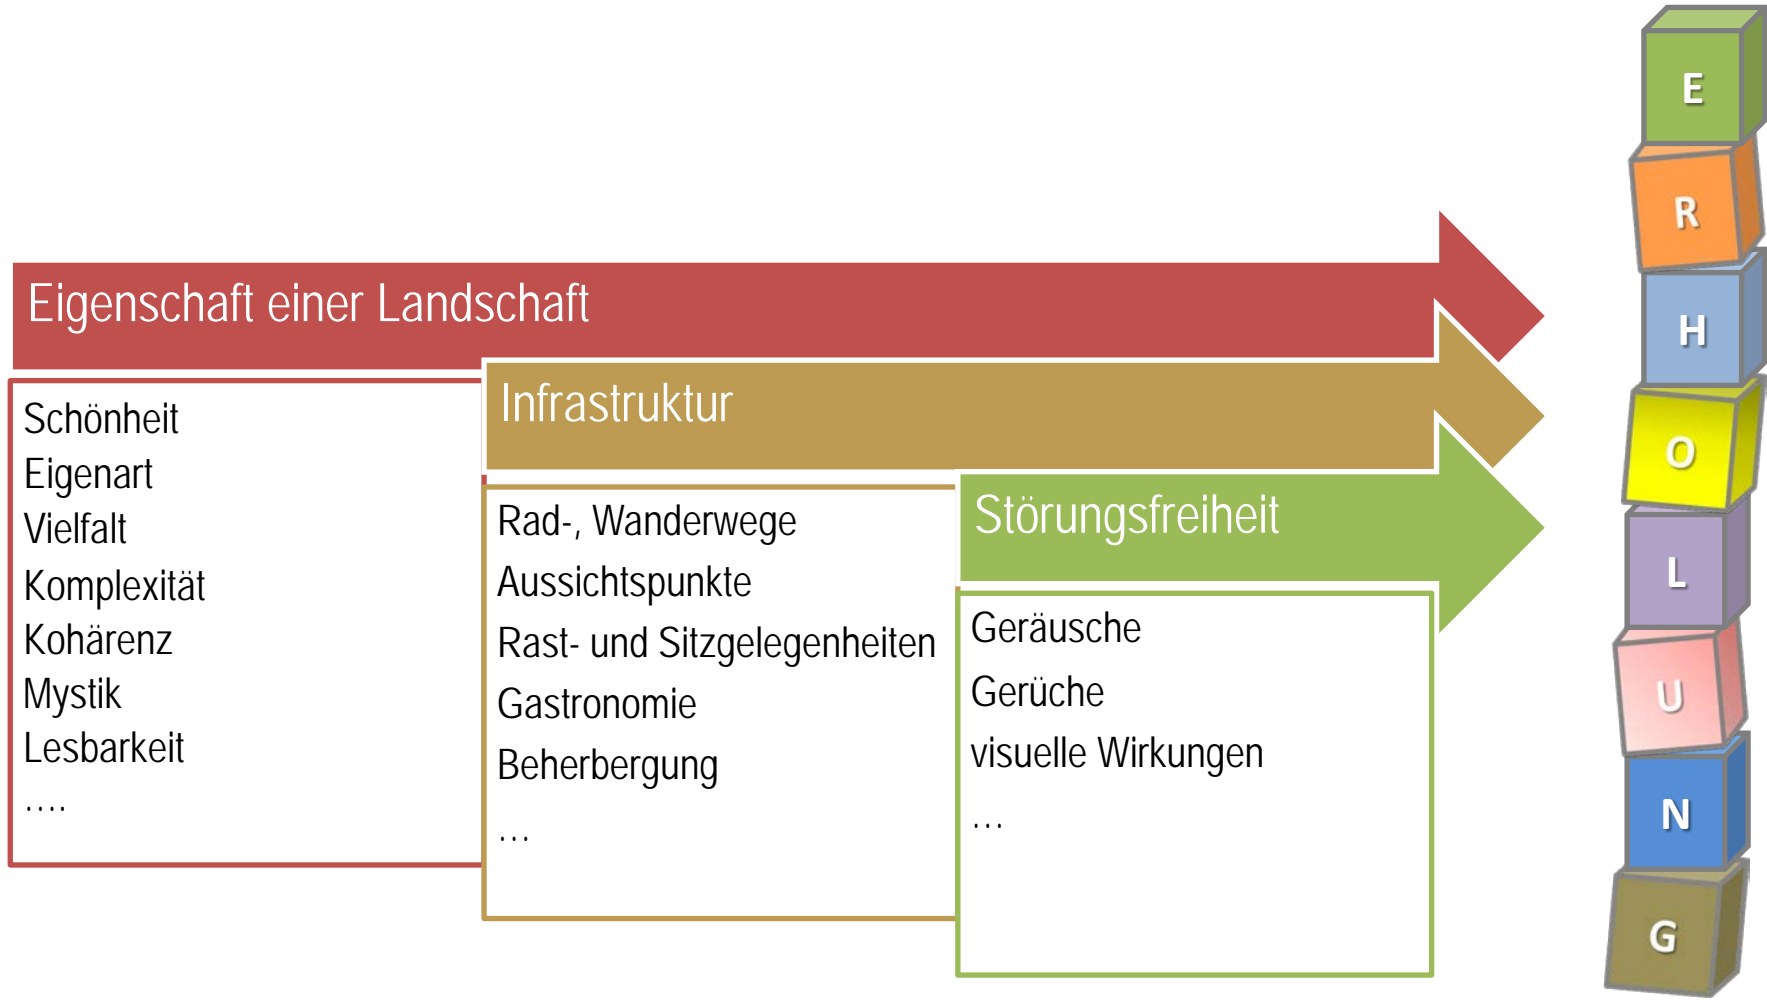 Eigenschaft einer Landschaft
Schönheit
Eigenart
Vielfalt
Komplexität
Kohärenz
Mystik
Lesbarkeit
....
Infrastruktur
Rad-, Wanderwege
Aussichtspunkte
Rast- und Sitzgelegenheiten
Gastronomie
Beherbergung
...
Störungsfreiheit
Geräusche
Gerüche
visuelle Wirkungen
...
E
R
H
O
L
U
N
G